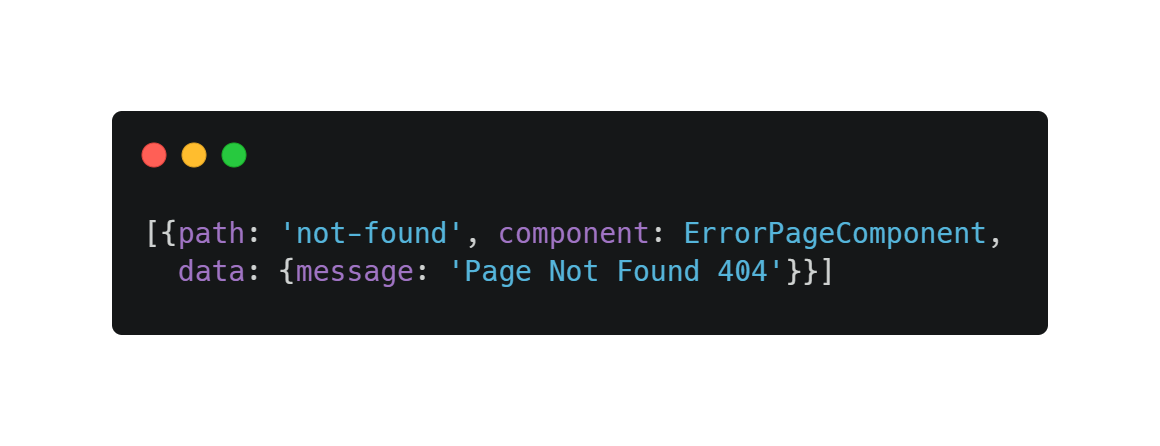 [{path: 'not-found', component: ErrorPageComponent,
data: {message: 'Page Not Found 404'}}]